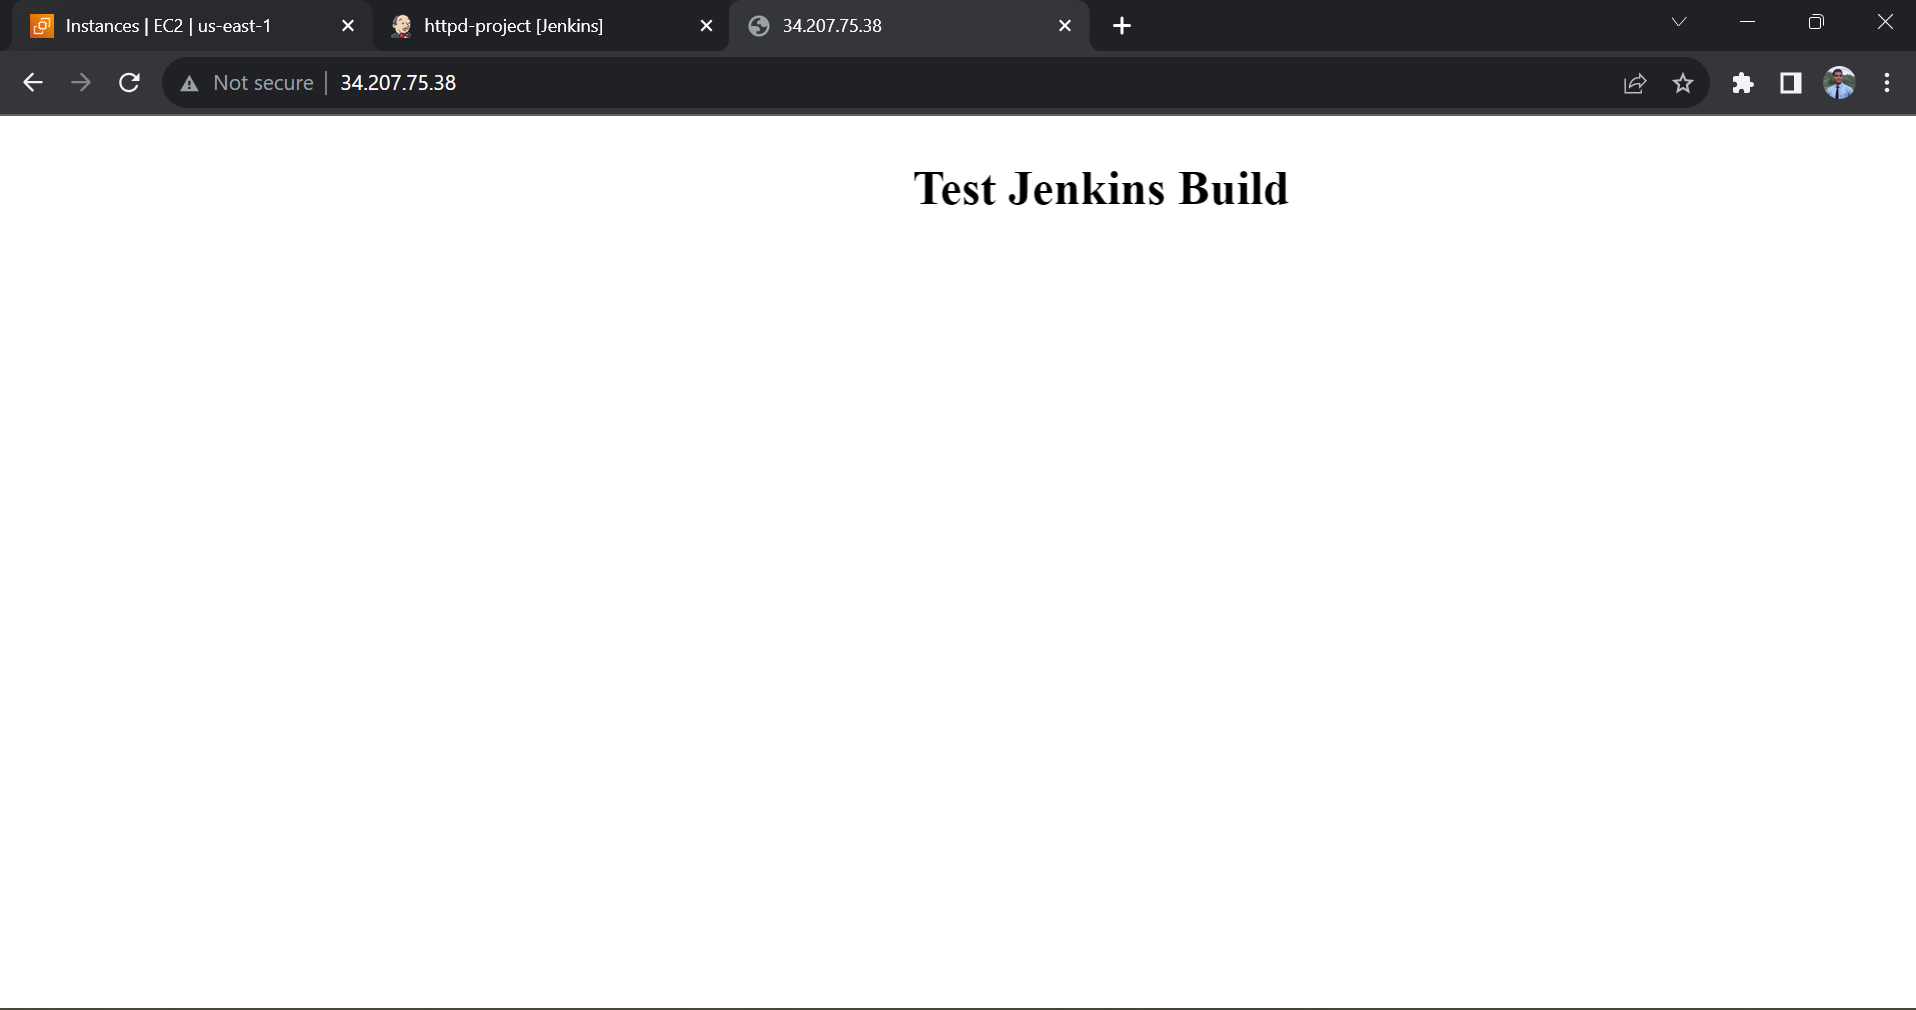 Instances | EC2 | us-east-1
httpd-project [Jenkins]
34.207.75.38
Not secure
34.207.75.38
Test Jenkins Build